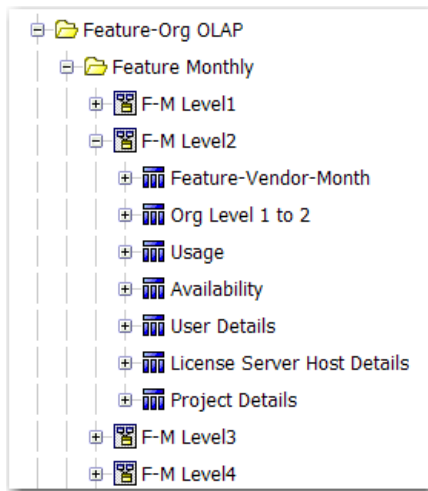 Feature-Org OLAP
Feature Monthly
F-M Level1
F-M Level2
Feature-Vendor-Month
Org Level 1 to 2
Usage
Availability
User Details
License Server Host Details
Project Details
F-M Level3
F-M Level4